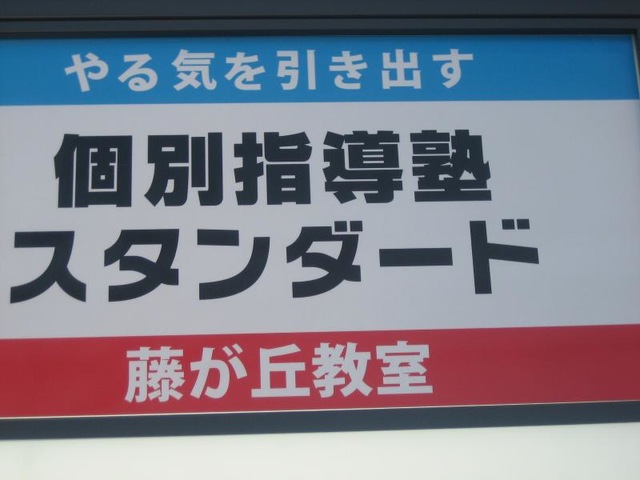 やる気を引き出す
個別指導塾
スタンダード
藤が丘教室